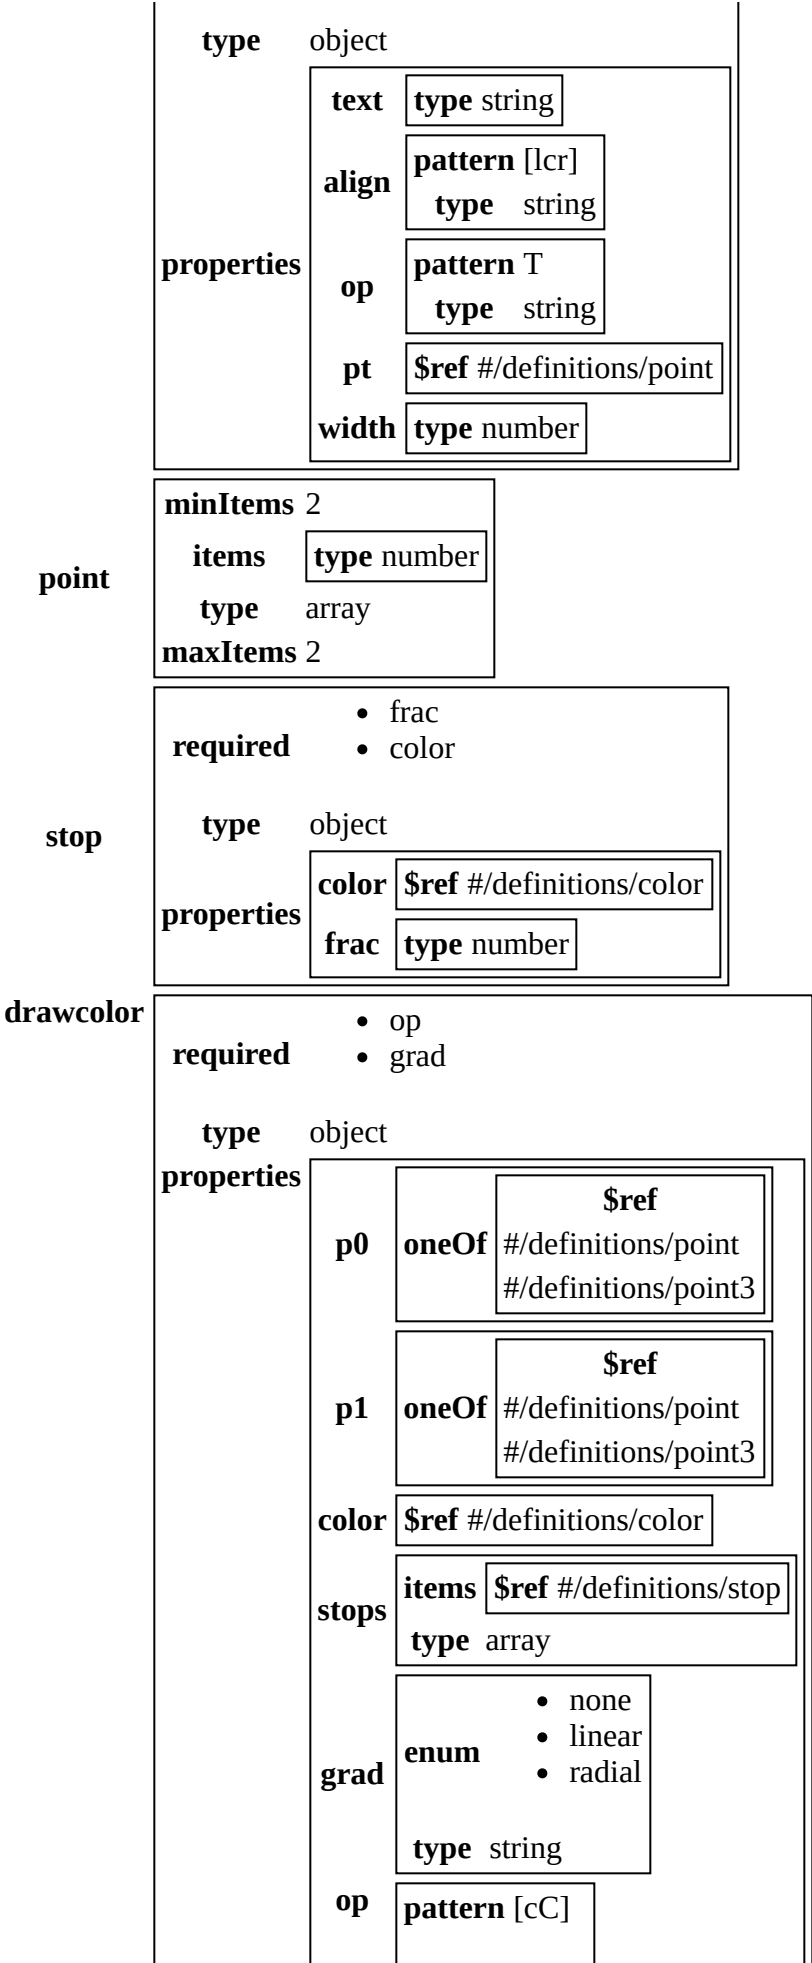 type object
text type string
align pattern [lcr]
type string
properties
op pattern T
type string
pt $ref #/definitions/point
width type number
point
minItems 2
items type number
type array
maxItems 2
stop
required
• frac
• color
type object
properties
color $ref #/definitions/color
frac type number
drawcolor
required
• op
• grad
type object
properties
p0 oneOf $ref
#/definitions/point
#/definitions/point3
p1 oneOf $ref
#/definitions/point
#/definitions/point3
color $ref #/definitions/color
stops items $ref #/definitions/stop
type array
grad enum
• none
• linear
• radial
type string
op pattern [cC]